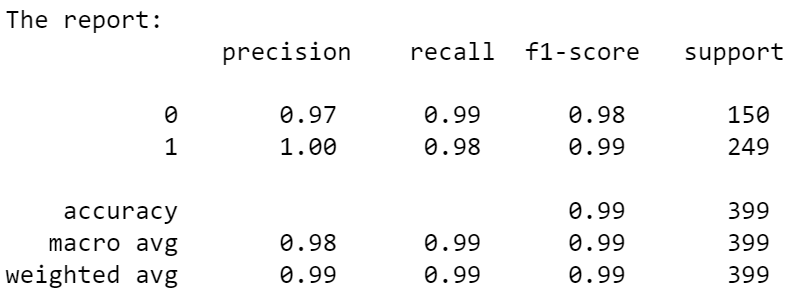 The report:
precision recall f1-score support
0 0.97 0.99 0.98 150
1 1.00 0.98 0.99 249
accuracy 0.99 399
macro avg 0.98 0.99 0.99 399
weighted avg 0.99 0.99 0.99 399